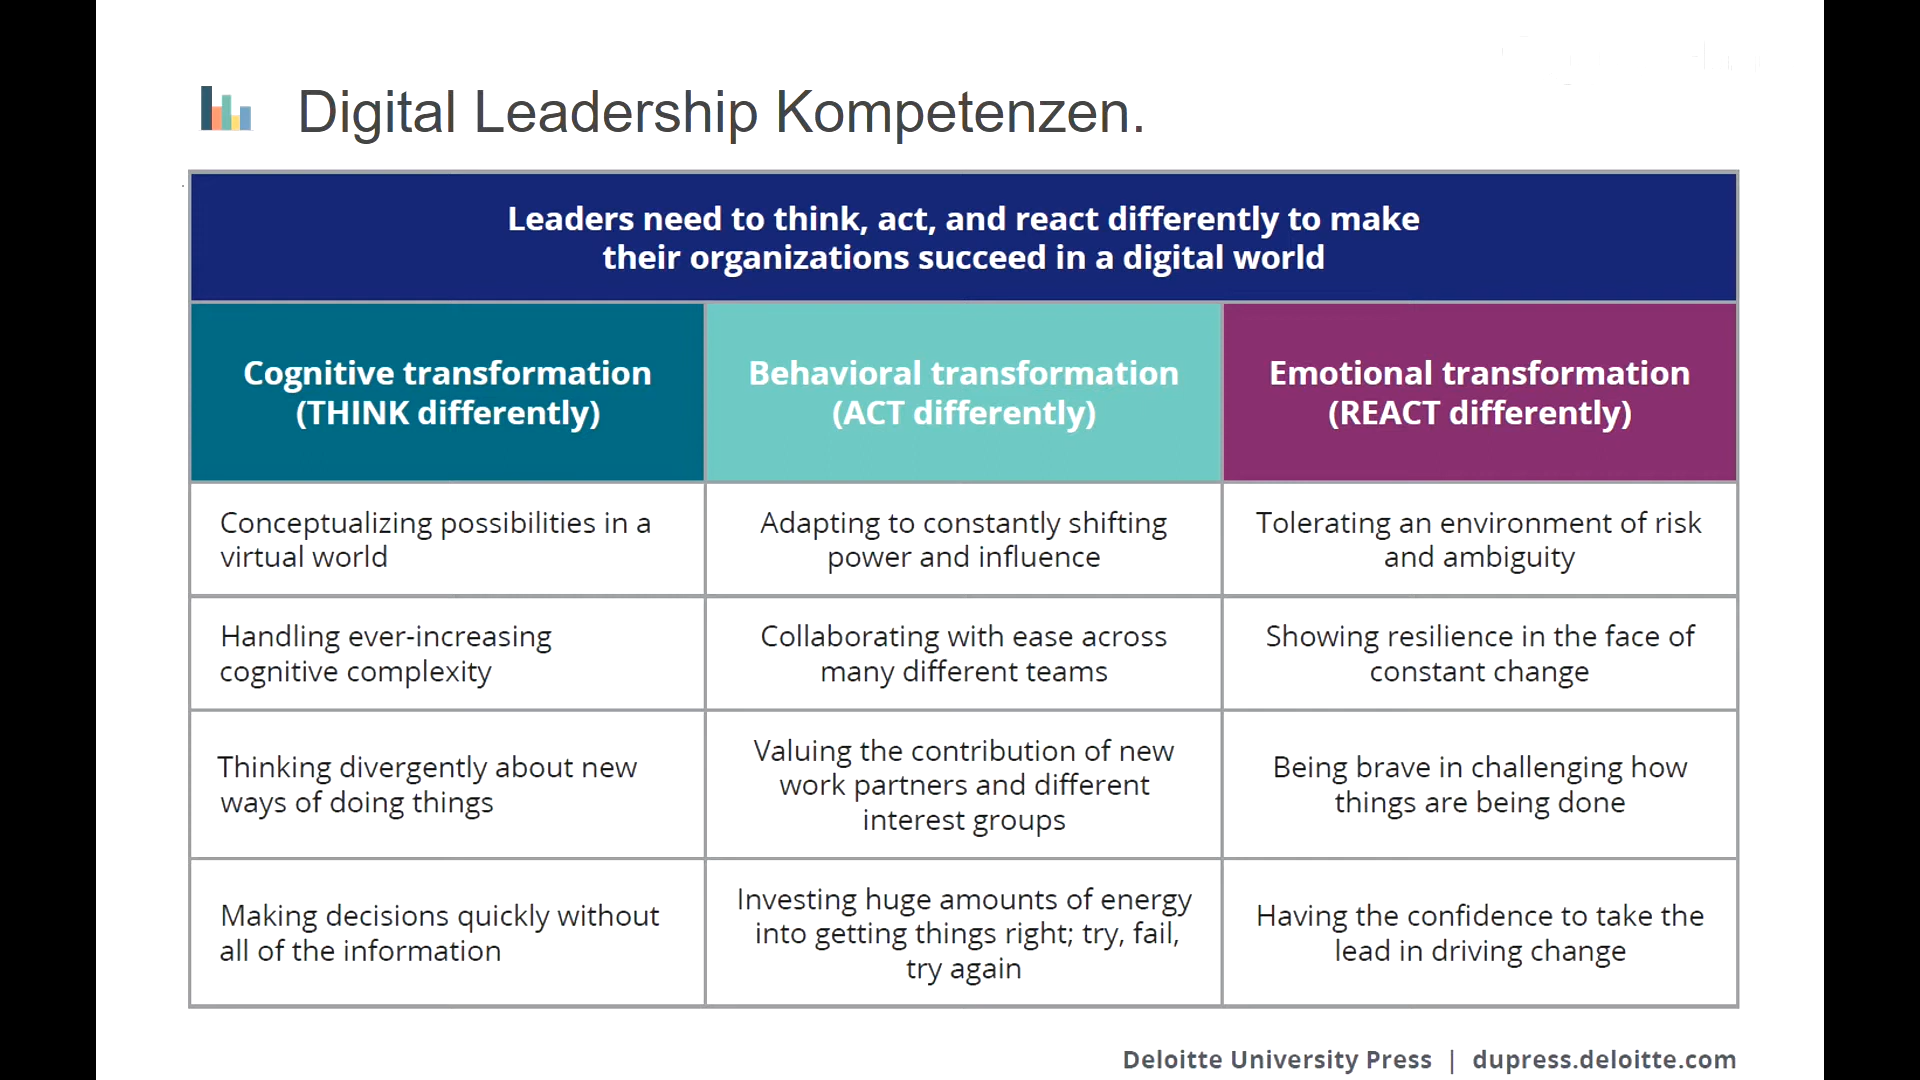 Digital Leadership Kompetenzen.
Leaders need to think, act, and react differently to make
their organizations succeed in a digital world
Cognitive transformation
(THINK differently)
Behavioral transformation
(ACT differently)
Emotional transformation
(REACT differently)
Conceptualizing possibilities in a
virtual world
Adapting to constantly shifting
power and influence
Tolerating an environment of risk
and ambiguity
Handling ever-increasing
cognitive complexity
Collaborating with ease across
many different teams
Showing resilience in the face of
constant change
Thinking divergently about new
ways of doing things
Valuing the contribution of new
work partners and different
interest groups
Being brave in challenging how
things are being done
Making decisions quickly without
all of the information
Investing huge amounts of energy
into getting things right; try, fail,
try again
Having the confidence to take the
lead in driving change
Deloitte University Press | dupress.deloitte.com